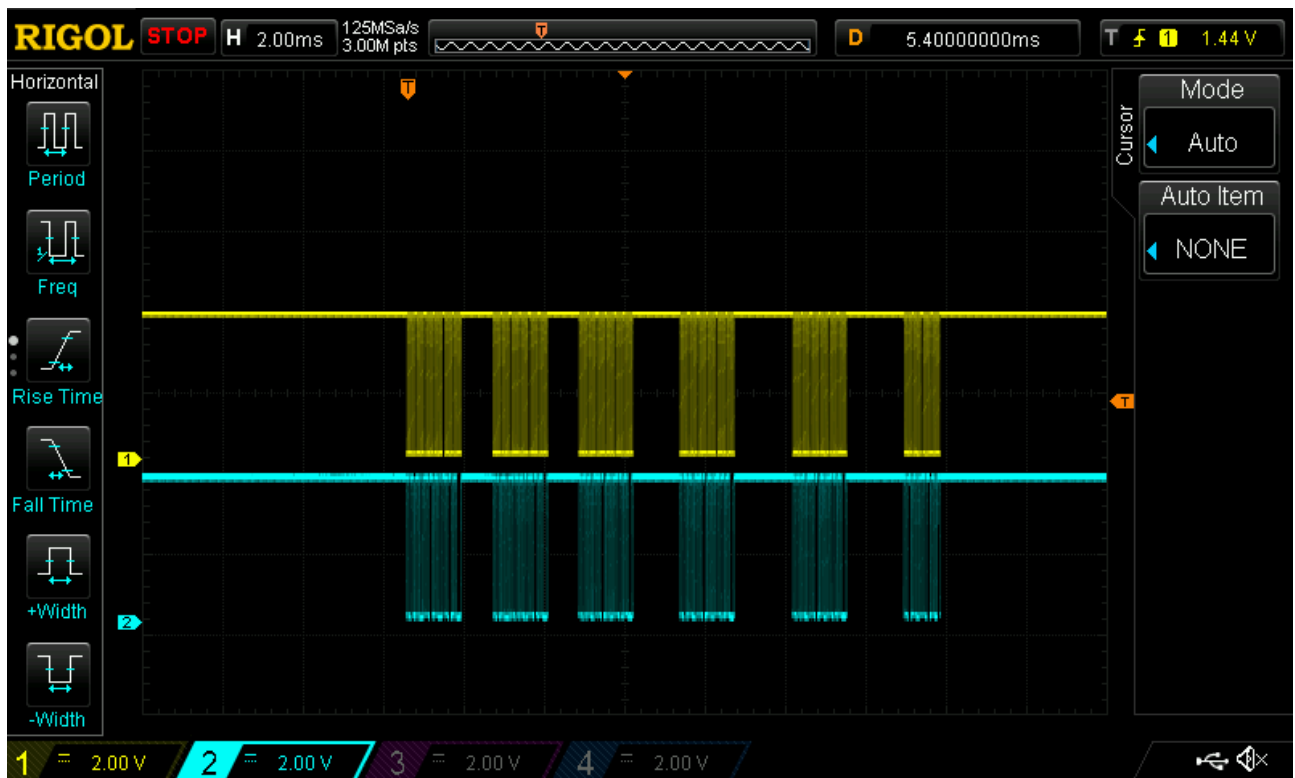 RIGOL STOP H 2.00ms 125MSa/s 3.00M pts T D 5.40000000ms T 1 1.44 V
Horizontal
Period
1/
Freq
Rise Time
Fall Time
+Width
-Width
T
T
1
2
Cursor
Mode
Auto
Auto Item
NONE
1 2.00 V 2 2.00 V 3 2.00 V 4 2.00 V